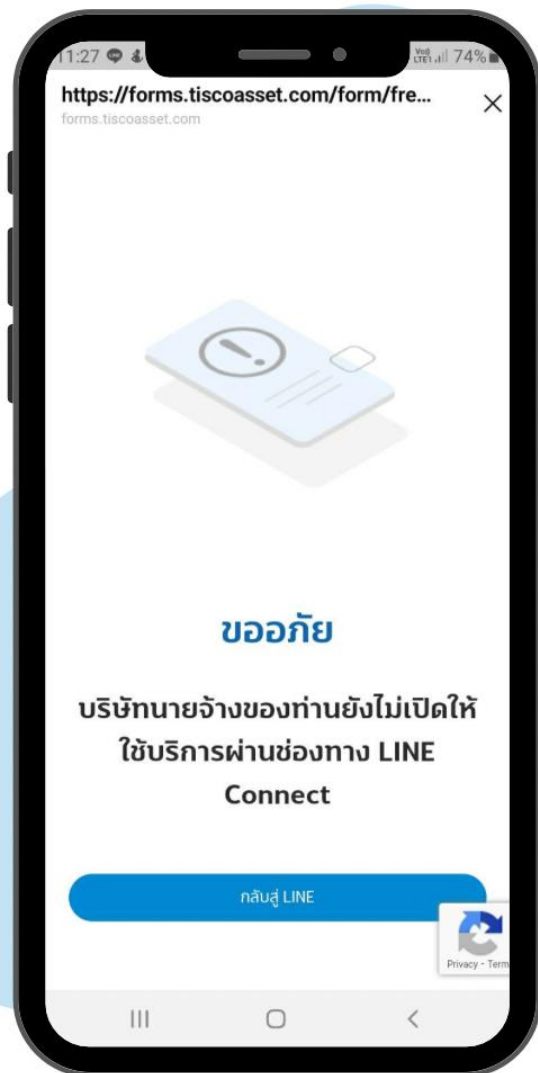 11:27
Vo))
LTE1 74%
https://forms.tiscoasset.com/form/fre...
forms.tiscoasset.com
ขออภัย
บริษัทนายจ้างของท่านยังไม่เปิดให้
ใช้บริการผ่านช่องทาง LINE
Connect
กลับสู่ LINE
Privacy - Term